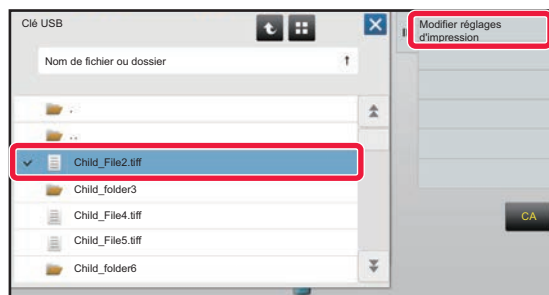 Clé USB
Modifier réglages
d'impression
Nom de fichier ou dossier
.
..
Child_File2.tiff
Child_folder3
Child_File4.tiff
Child_File5.tiff
Child_folder6
CA